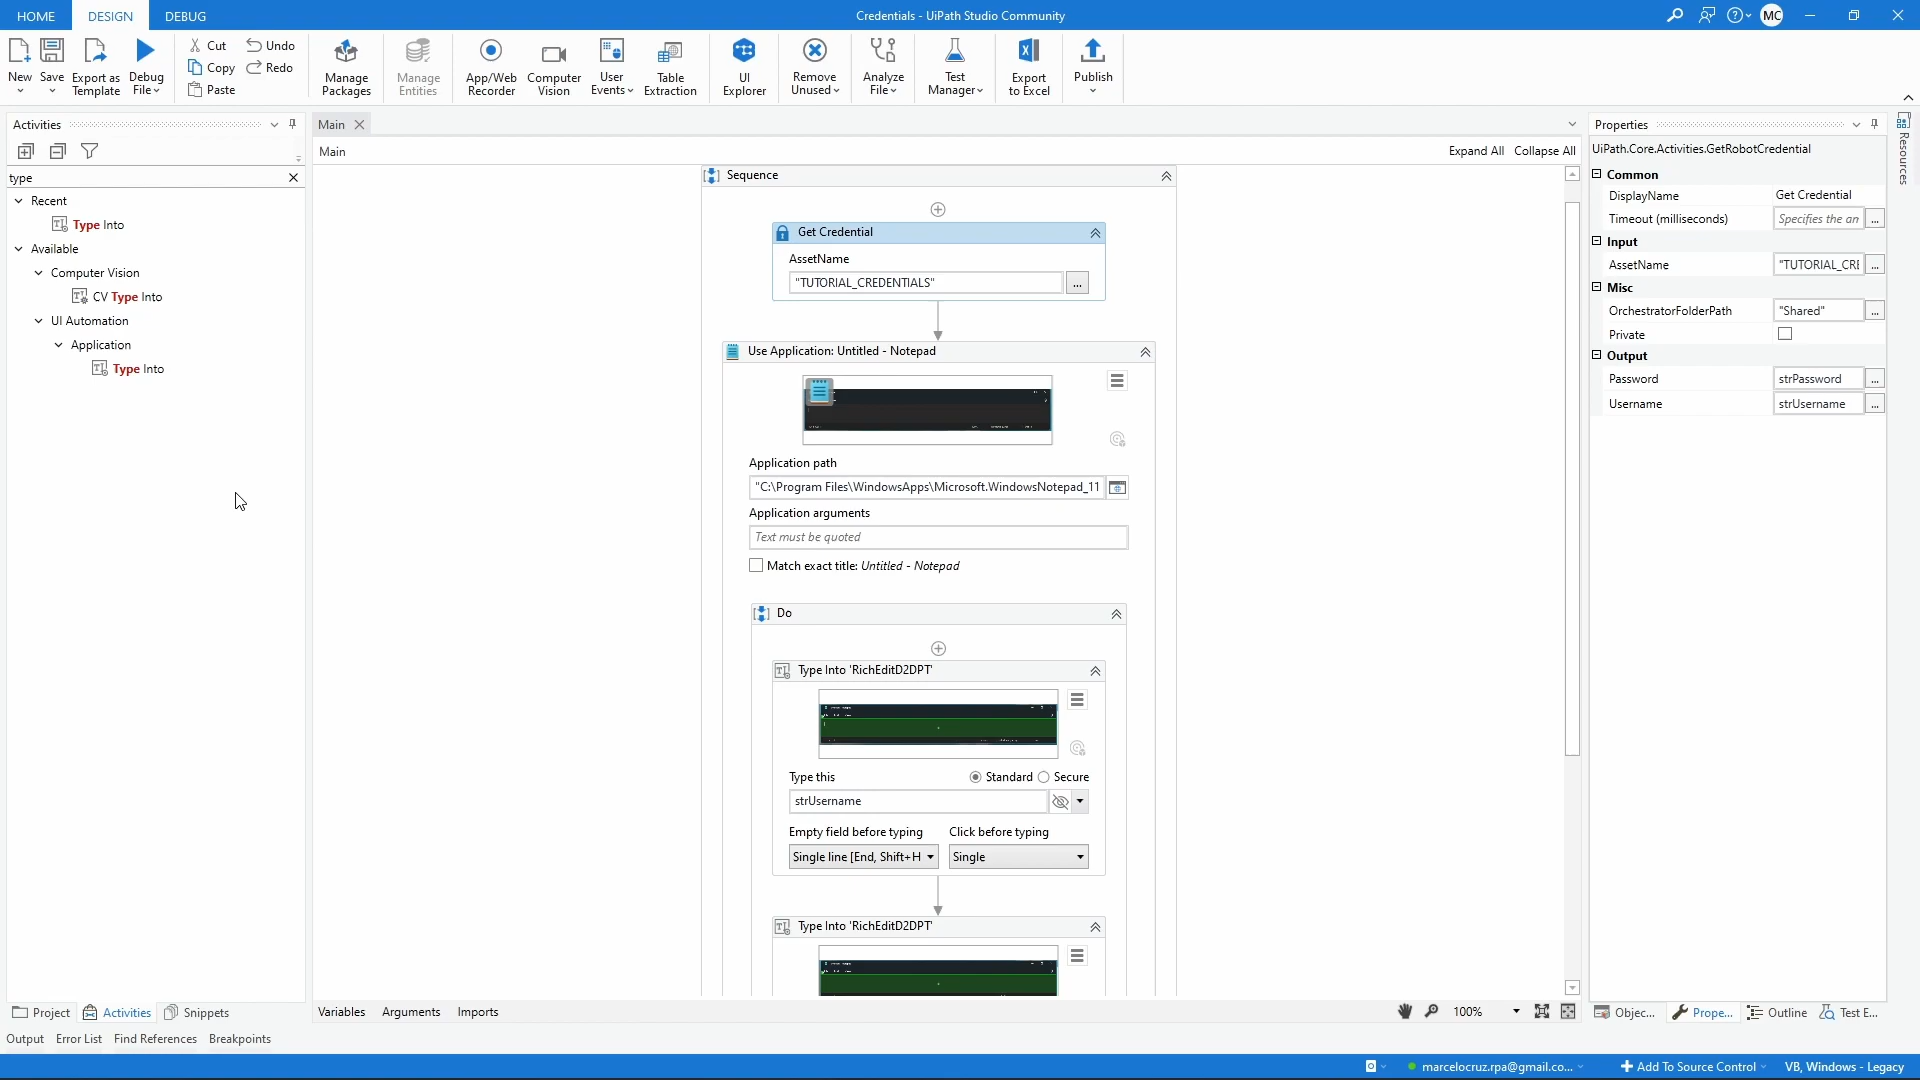 HOME
DESIGN
DEBUG
Credentials - UiPath Studio Community
MC
New
Save
Export as
Template
Debug
File
Cut
Copy
Paste
Undo
Redo
Manage
Packages
Manage
Entities
App/Web
Recorder
Computer
Vision
User
Events
Table
Extraction
UI
Explorer
Remove
Unused
Analyze
File
Test
Manager
Export
to Excel
Publish
Activities
type
Recent
Type Into
Available
Computer Vision
CV Type Into
UI Automation
Application
Type Into
Project
Activities
Snippets
Main
Main
Expand All
Collapse All
Sequence
Get Credential
AssetName
"TUTORIAL_CREDENTIALS"
...
Use Application: Untitled - Notepad
Application path
"C:\Program Files\WindowsApps\Microsoft.WindowsNotepad_11
Application arguments
Text must be quoted
Match exact title: Untitled - Notepad
Do
Type Into 'RichEditD2DPT'
Type this
Standard
Secure
strUsername
Empty field before typing
Click before typing
Single line [End, Shift+H
Single
Type Into 'RichEditD2DPT'
Variables
Arguments
Imports
100%
Properties
UiPath.Core.Activities.GetRobotCredential
Common
DisplayName
Get Credential
Timeout (milliseconds)
Specifies the an
...
Input
AssetName
"TUTORIAL_CRE
...
Misc
OrchestratorFolderPath
"Shared"
...
Private
Output
Password
strPassword
...
Username
strUsername
...
Resources
Objec...
Prope...
Outline
Test E...
Output
Error List
Find References
Breakpoints
marcelocruz.rpa@gmail.co...
Add To Source Control
VB, Windows - Legacy